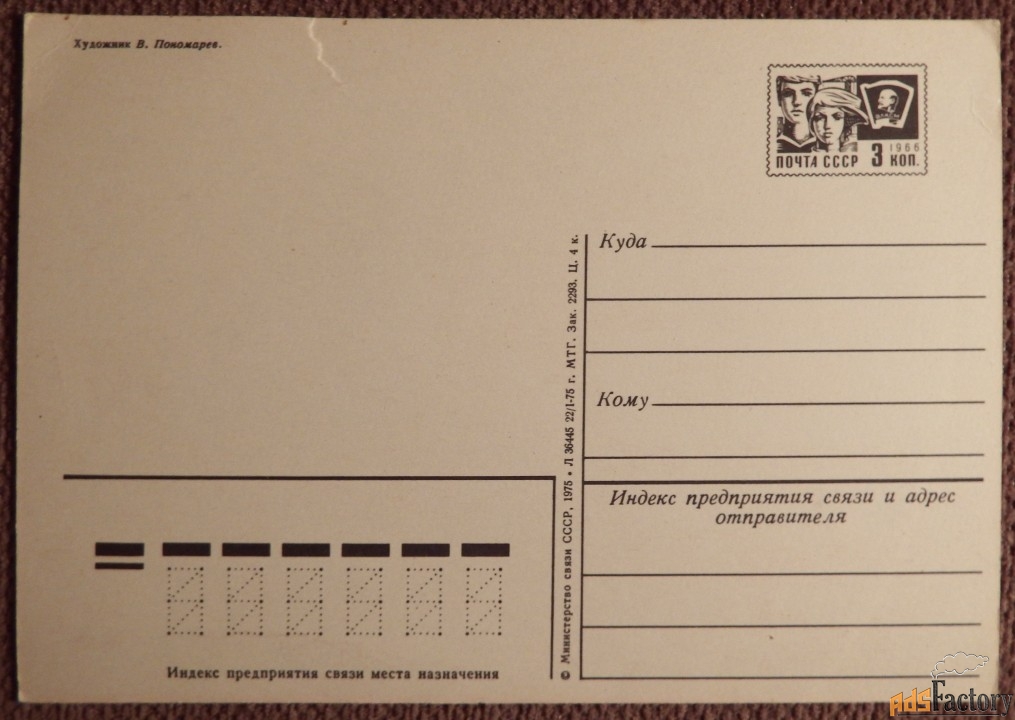 Художник В. Пономарев.
1966
ПОЧТА СССР 3 КОП.
Куда
Кому
Индекс предприятия связи и адрес
отправителя
© Министерство связи СССР, 1975 • Л 36445 22/I-75 г. МТГ. Зак. 2293. Ц. 4 к.
Индекс предприятия связи места назначения
AdsFactory